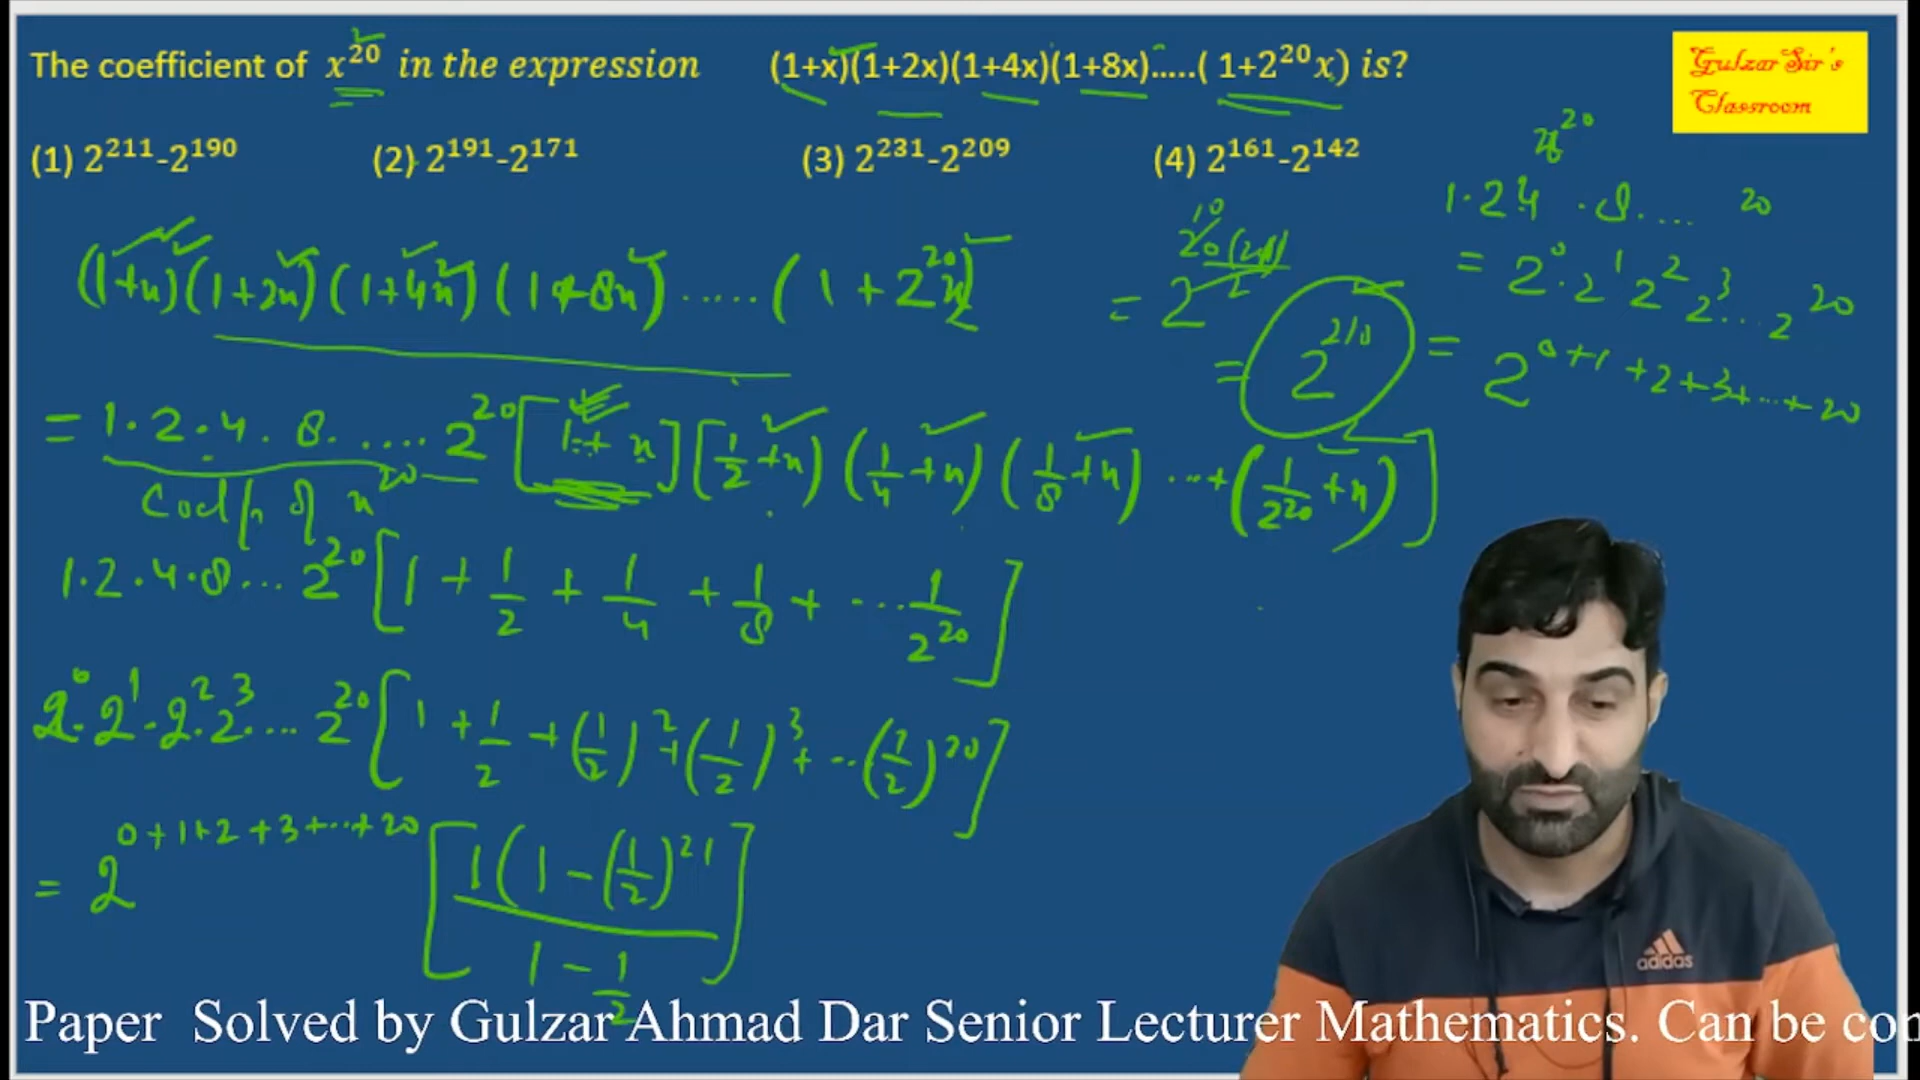 The coefficient of x^20 in the expression (1+x)(1+2x)(1+4x)(1+8x).....( 1+2^20 x) is?
Gulzar Sir's
Classroom
(1) 2^211-2^190 (2) 2^191-2^171 (3) 2^231-2^209 (4) 2^161-2^142
x^20
1·2 4 ·8.... 20
= 2^0·2^1 2^2 2^3...2^20
= 2^0+1+2+3+...+20
(1+x)(1+2x)(1+4x)(1+8x).....(1+2^20 x)
= 2^20(21)/2
10
= 2^210
= 1·2·4·8·....2^20 [1+x][1/2+x)(1/4+x)(1/8+x)...+(1/2^20+x)]
x^20
1·2·4·8...2^20 [1+1/2+1/4+1/8+...1/2^20]
2^0·2^1·2^2·2^3....2^20 [1+1/2+(1/2)^2+(1/2)^3+..(1/2)^20]
= 2^0+1+2+3+...+20 [1(1-(1/2)^21/1-1/2]
adidas
Paper Solved by Gulzar Ahmad Dar Senior Lecturer Mathematics. Can be con